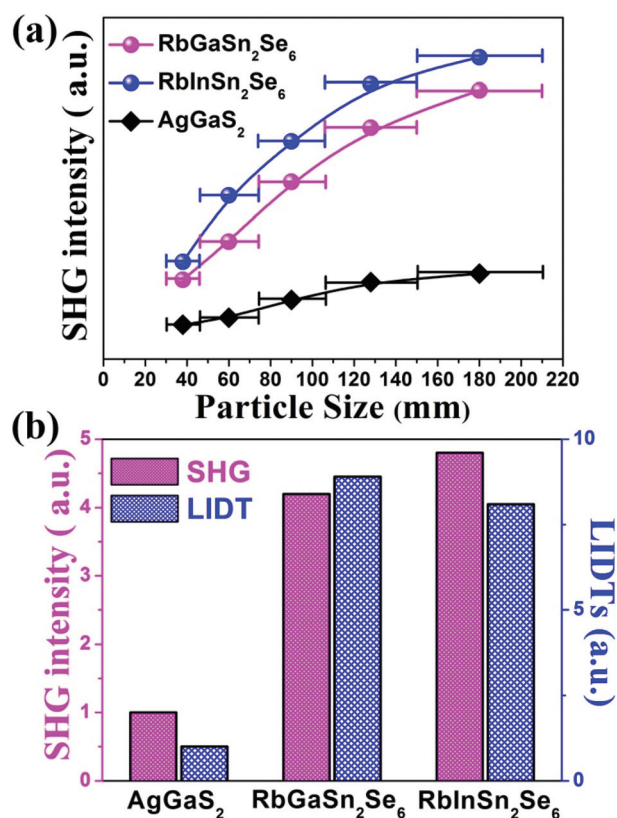 (a)
RbGaSn₂Se₆
RbInSn₂Se₆
AgGaS₂
SHG intensity ( a.u.)
0 20 40 60 80 100 120 140 160 180 200 220
Particle Size (mm)
(b)
SHG
LIDT
5
4
3
2
1
0
SHG intensity ( a.u.)
10
5
0
LIDTs (a.u.)
AgGaS₂ RbGaSn₂Se₆ RbInSn₂Se₆